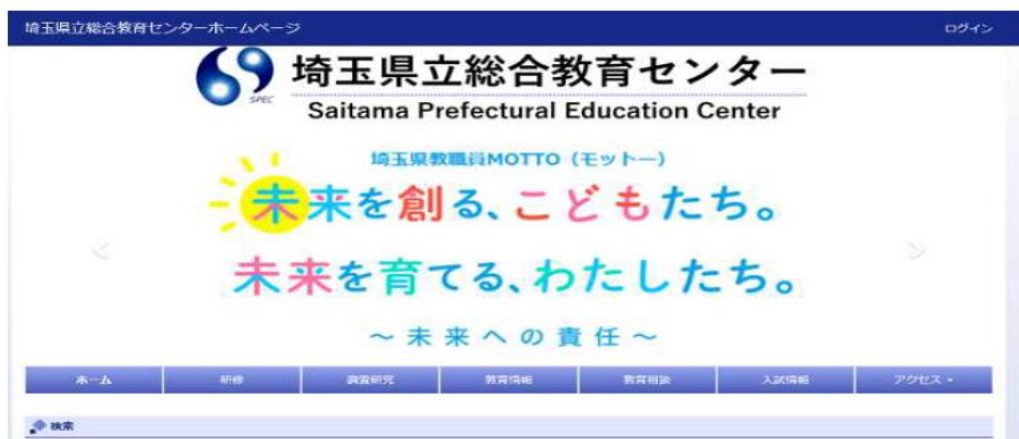 埼玉県立総合教育センターホームページ ログイン
SPEC
埼玉県立総合教育センター
Saitama Prefectural Education Center
埼玉県教職員MOTTO（モットー）
未来を創る、こどもたち。
未来を育てる、わたしたち。
～未来への責任～
ホーム 研修 調査研究 教育情報 教育相談 入試情報 アクセス
検索